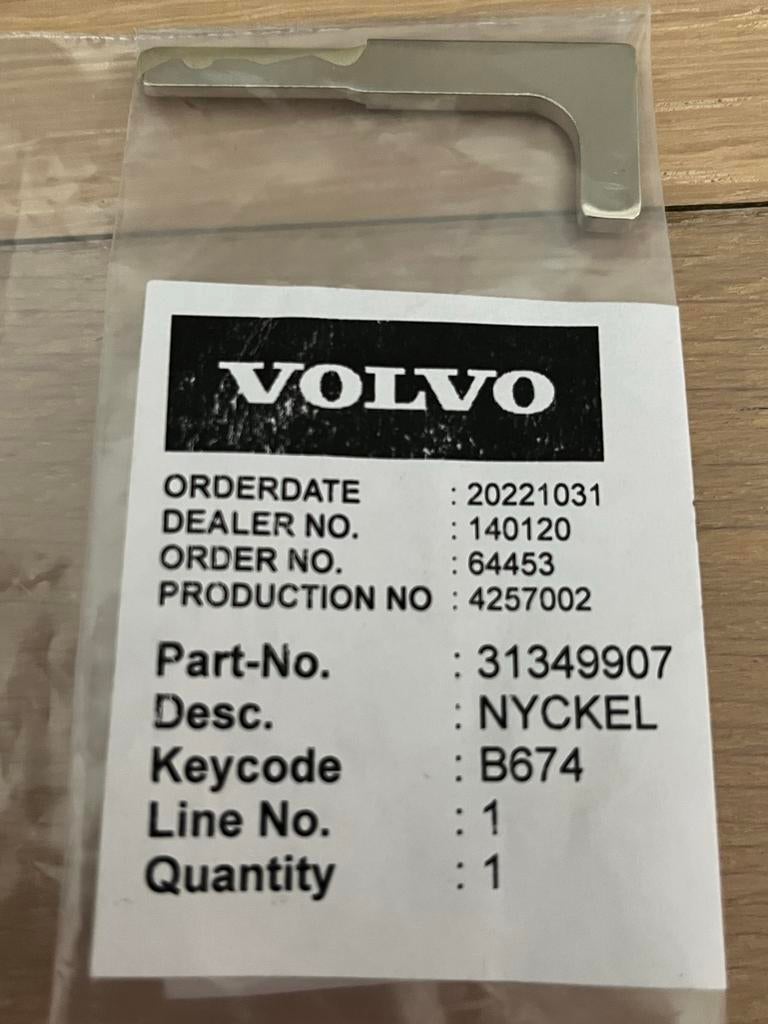 VOLVO
ORDERDATE : 20221031
DEALER NO. : 140120
ORDER NO. : 64453
PRODUCTION NO : 4257002
Part-No. : 31349907
Desc. : NYCKEL
Keycode : B674
Line No. : 1
Quantity : 1